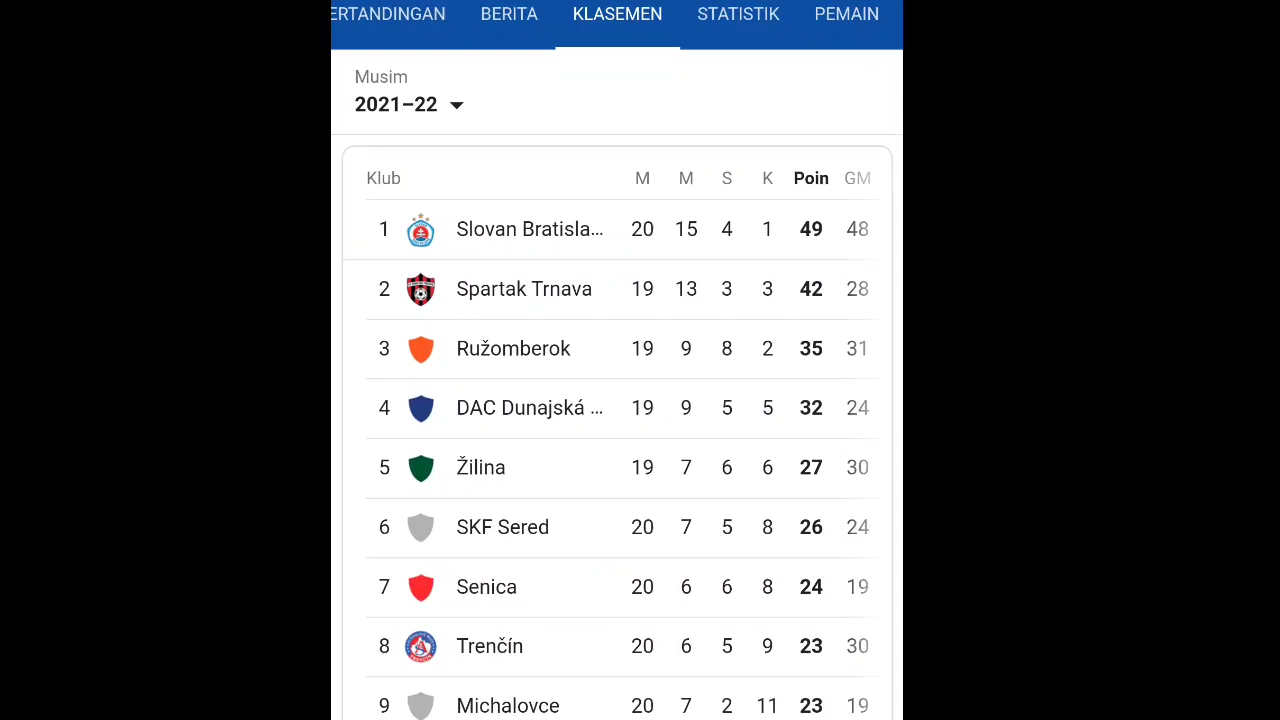 ERTANDINGAN BERITA KLASEMEN STATISTIK PEMAIN
Musim
2021–22
Klub M M S K Poin GM
1 Slovan Bratisla... 20 15 4 1 49 48
2 Spartak Trnava 19 13 3 3 42 28
3 Ružomberok 19 9 8 2 35 31
4 DAC Dunajská ... 19 9 5 5 32 24
5 Žilina 19 7 6 6 27 30
6 SKF Sered 20 7 5 8 26 24
7 Senica 20 6 6 8 24 19
8 Trenčín 20 6 5 9 23 30
9 Michalovce 20 7 2 11 23 19